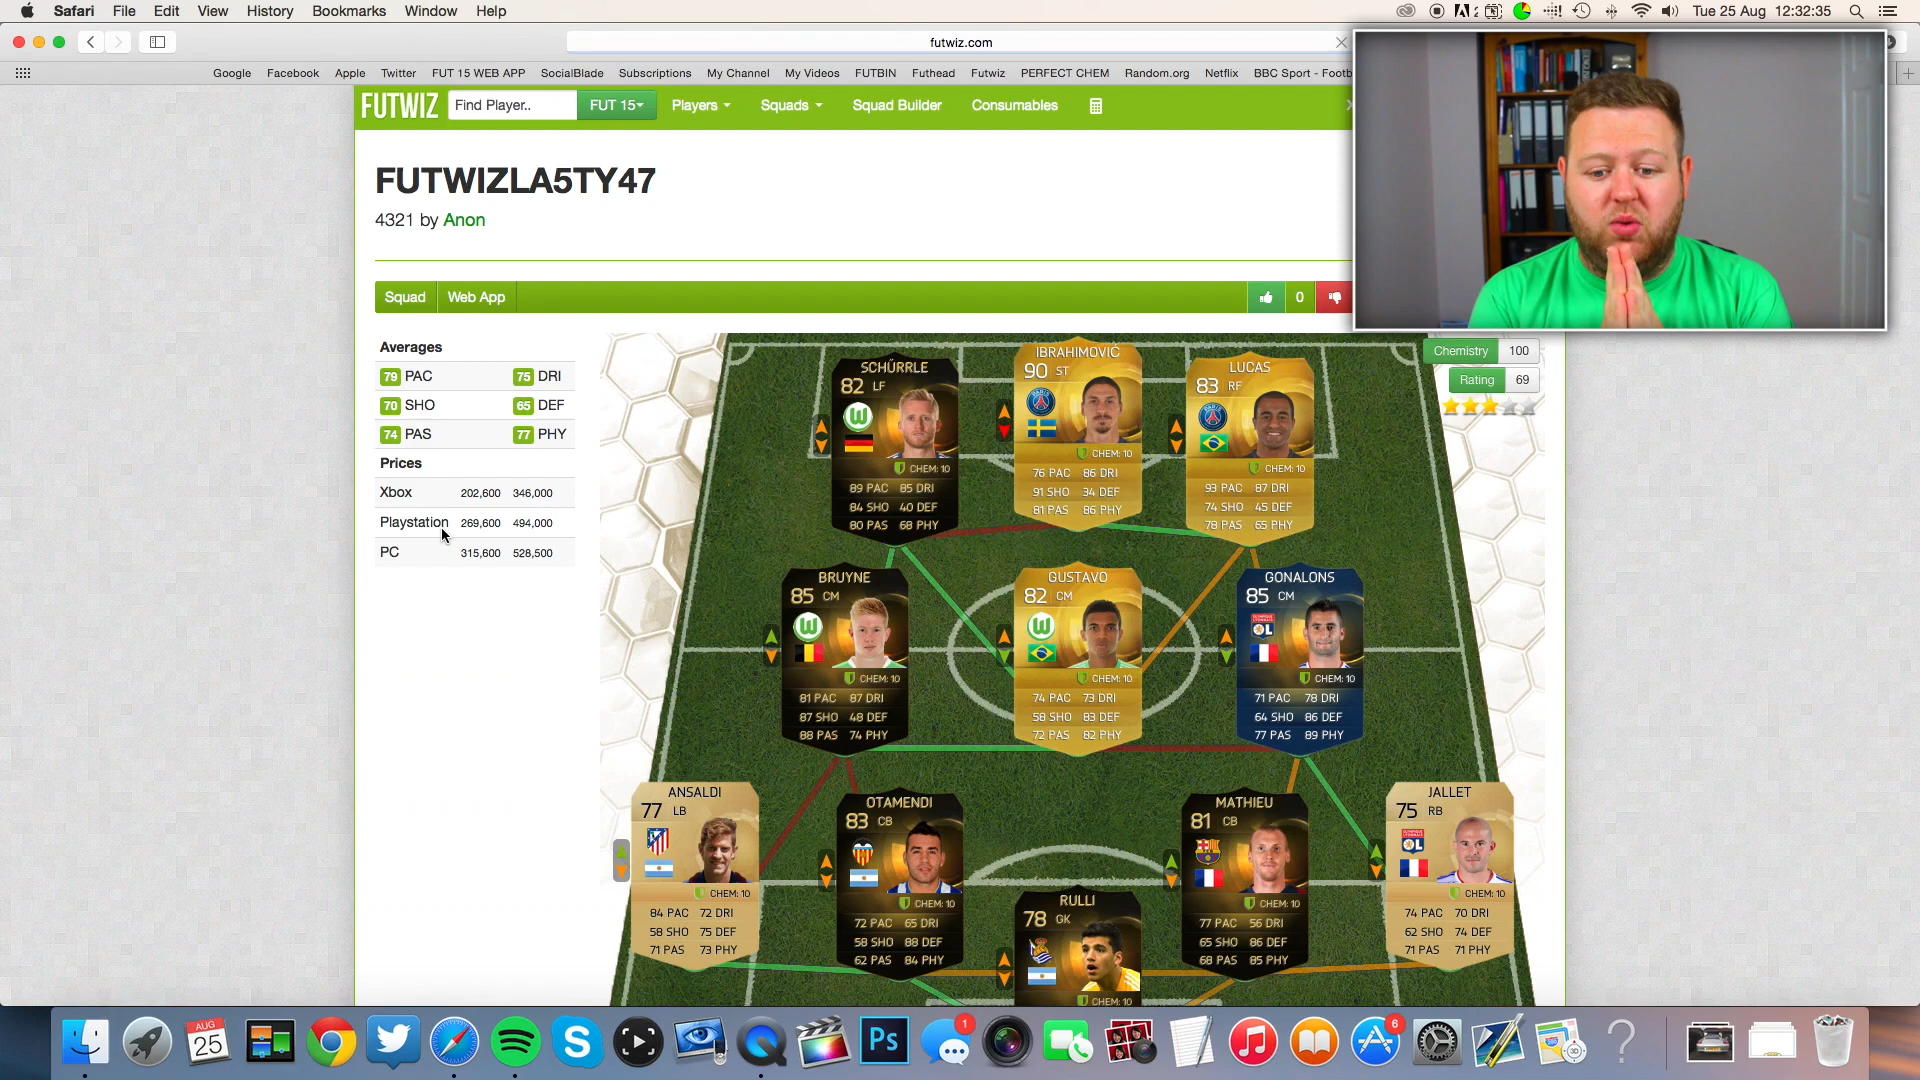 Safari File Edit View History Bookmarks Window Help
2
Tue 25 Aug 12:32:35
futwiz.com
Google Facebook Apple Twitter FUT 15 WEB APP SocialBlade Subscriptions My Channel My Videos FUTBIN Futhead Futwiz PERFECT CHEM Random.org Netflix BBC Sport - Footb
FUTWIZ Find Player.. FUT 15 Players Squads Squad Builder Consumables
FUTWIZLA5TY47
4321 by Anon
Squad Web App 0
Averages
79 PAC 75 DRI
70 SHO 65 DEF
74 PAS 77 PHY
Prices
Xbox 202,600 346,000
Playstation 269,600 494,000
PC 315,600 528,500
Chemistry 100
Rating 69
SCHÜRRLE
82 LF
CHEM: 10
89 PAC 85 DRI
84 SHO 40 DEF
80 PAS 68 PHY
IBRAHIMOVIĆ
90 ST
CHEM: 10
76 PAC 86 DRI
91 SHO 34 DEF
81 PAS 86 PHY
LUCAS
83 RF
CHEM: 10
93 PAC 87 DRI
74 SHO 45 DEF
78 PAS 65 PHY
BRUYNE
85 CM
CHEM: 10
81 PAC 87 DRI
87 SHO 48 DEF
88 PAS 74 PHY
GUSTAVO
82 CM
CHEM: 10
74 PAC 73 DRI
58 SHO 83 DEF
72 PAS 82 PHY
GONALONS
85 CM
CHEM: 10
71 PAC 78 DRI
64 SHO 86 DEF
77 PAS 89 PHY
ANSALDI
77 LB
CHEM: 10
84 PAC 72 DRI
58 SHO 75 DEF
71 PAS 73 PHY
OTAMENDI
83 CB
CHEM: 10
72 PAC 65 DRI
58 SHO 88 DEF
62 PAS 84 PHY
RULLI
78 GK
CHEM: 10
MATHIEU
81 CB
CHEM: 10
77 PAC 56 DRI
65 SHO 86 DEF
68 PAS 85 PHY
JALLET
75 RB
CHEM: 10
74 PAC 70 DRI
62 SHO 74 DEF
71 PAS 71 PHY
AUG
25
Ps
1
6
3D
?